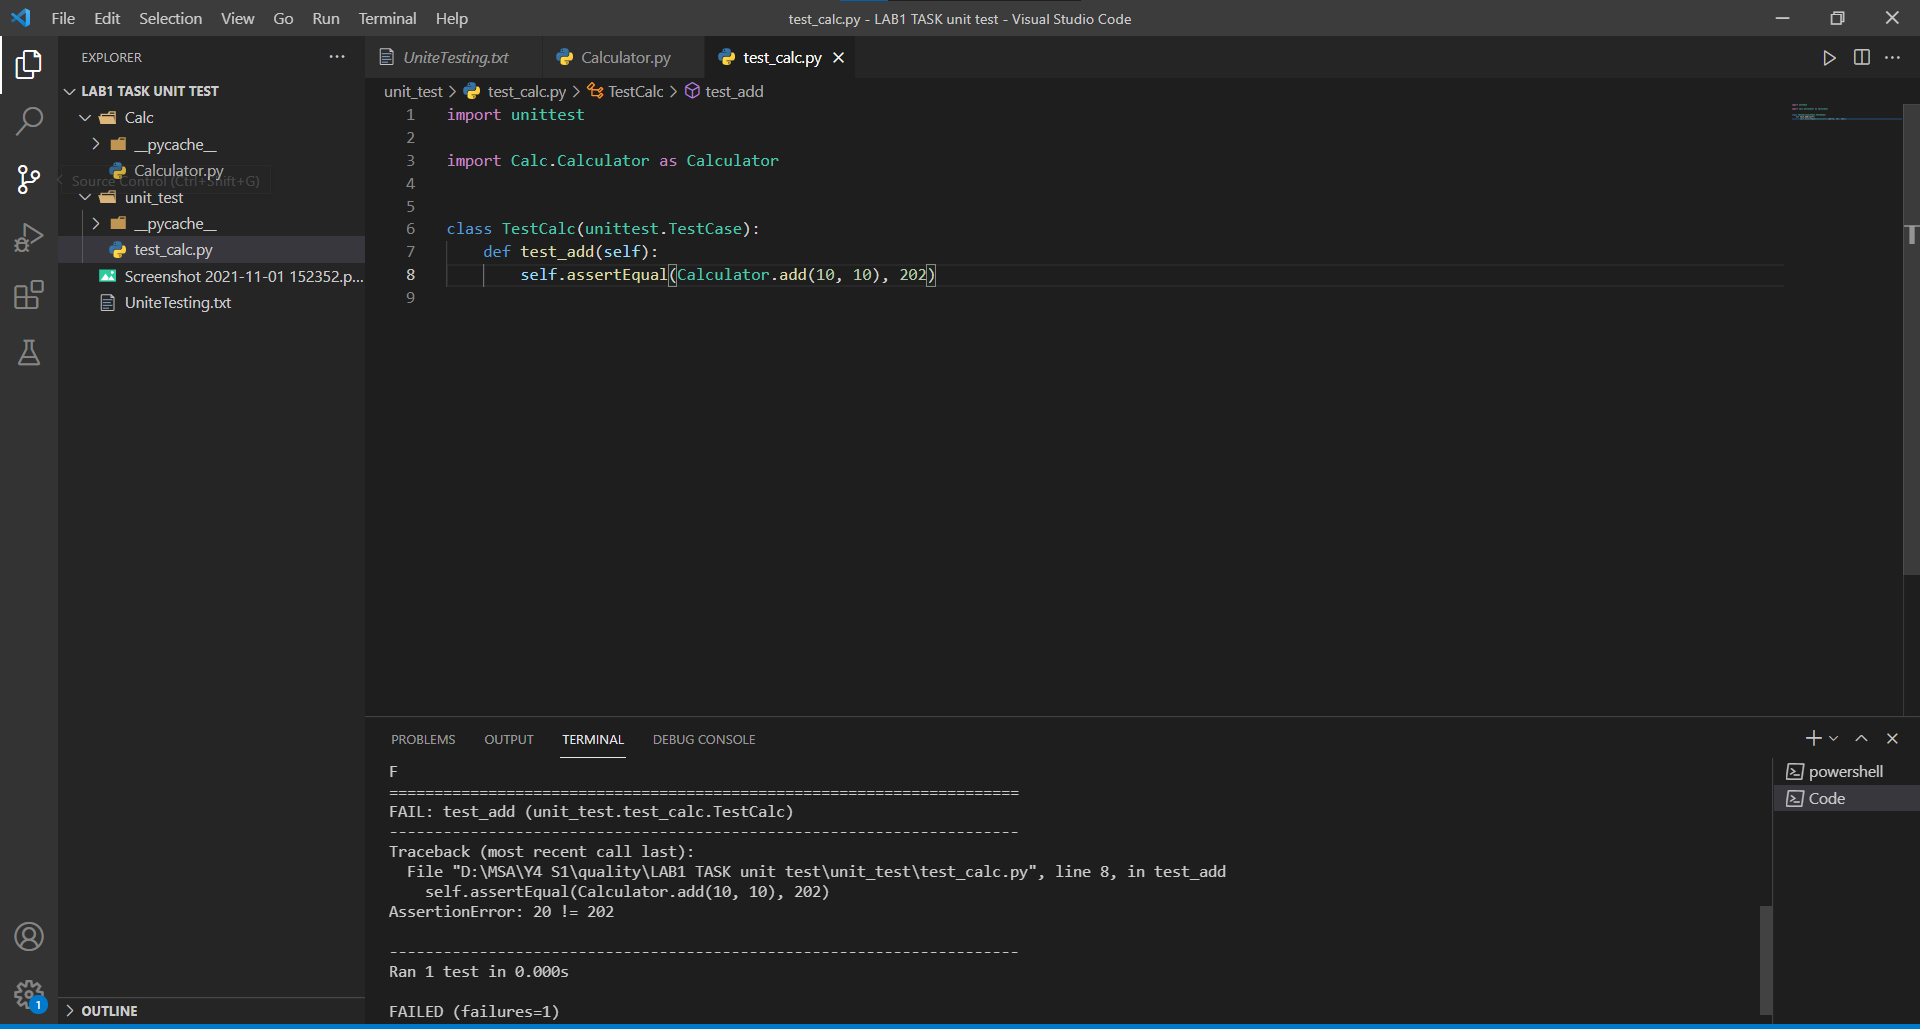 File Edit Selection View Go Run Terminal Help
test_calc.py - LAB1 TASK unit test - Visual Studio Code
EXPLORER
LAB1 TASK UNIT TEST
Calc
__pycache__
Calculator.py
Source Control (Ctrl+Shift+G)
unit_test
__pycache__
test_calc.py
Screenshot 2021-11-01 152352.p...
UniteTesting.txt
OUTLINE
1
UniteTesting.txt Calculator.py test_calc.py
unit_test > test_calc.py > TestCalc > test_add
1 import unittest
2
3 import Calc.Calculator as Calculator
4
5
6 class TestCalc(unittest.TestCase):
7 def test_add(self):
8 self.assertEqual(Calculator.add(10, 10), 202)
9
PROBLEMS OUTPUT TERMINAL DEBUG CONSOLE
F
======================================================================
FAIL: test_add (unit_test.test_calc.TestCalc)
----------------------------------------------------------------------
Traceback (most recent call last):
File "D:\MSA\Y4 S1\quality\LAB1 TASK unit test\unit_test\test_calc.py", line 8, in test_add
self.assertEqual(Calculator.add(10, 10), 202)
AssertionError: 20 != 202
----------------------------------------------------------------------
Ran 1 test in 0.000s
FAILED (failures=1)
powershell
Code